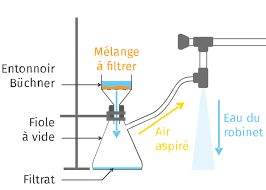 Mélange
à filtrer
Entonnoir
Büchner
Fiole
à vide
Air
aspiré
Eau du
robinet
Filtrat